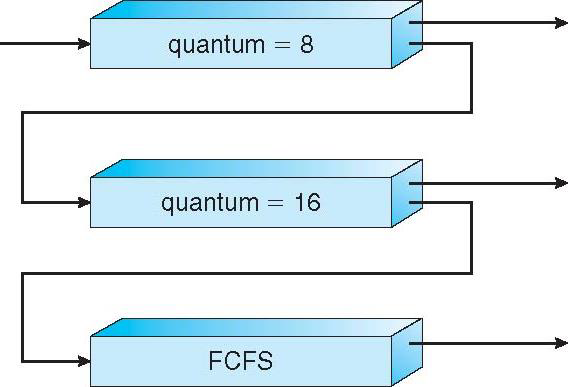 quantum = 8
quantum = 16
FCFS